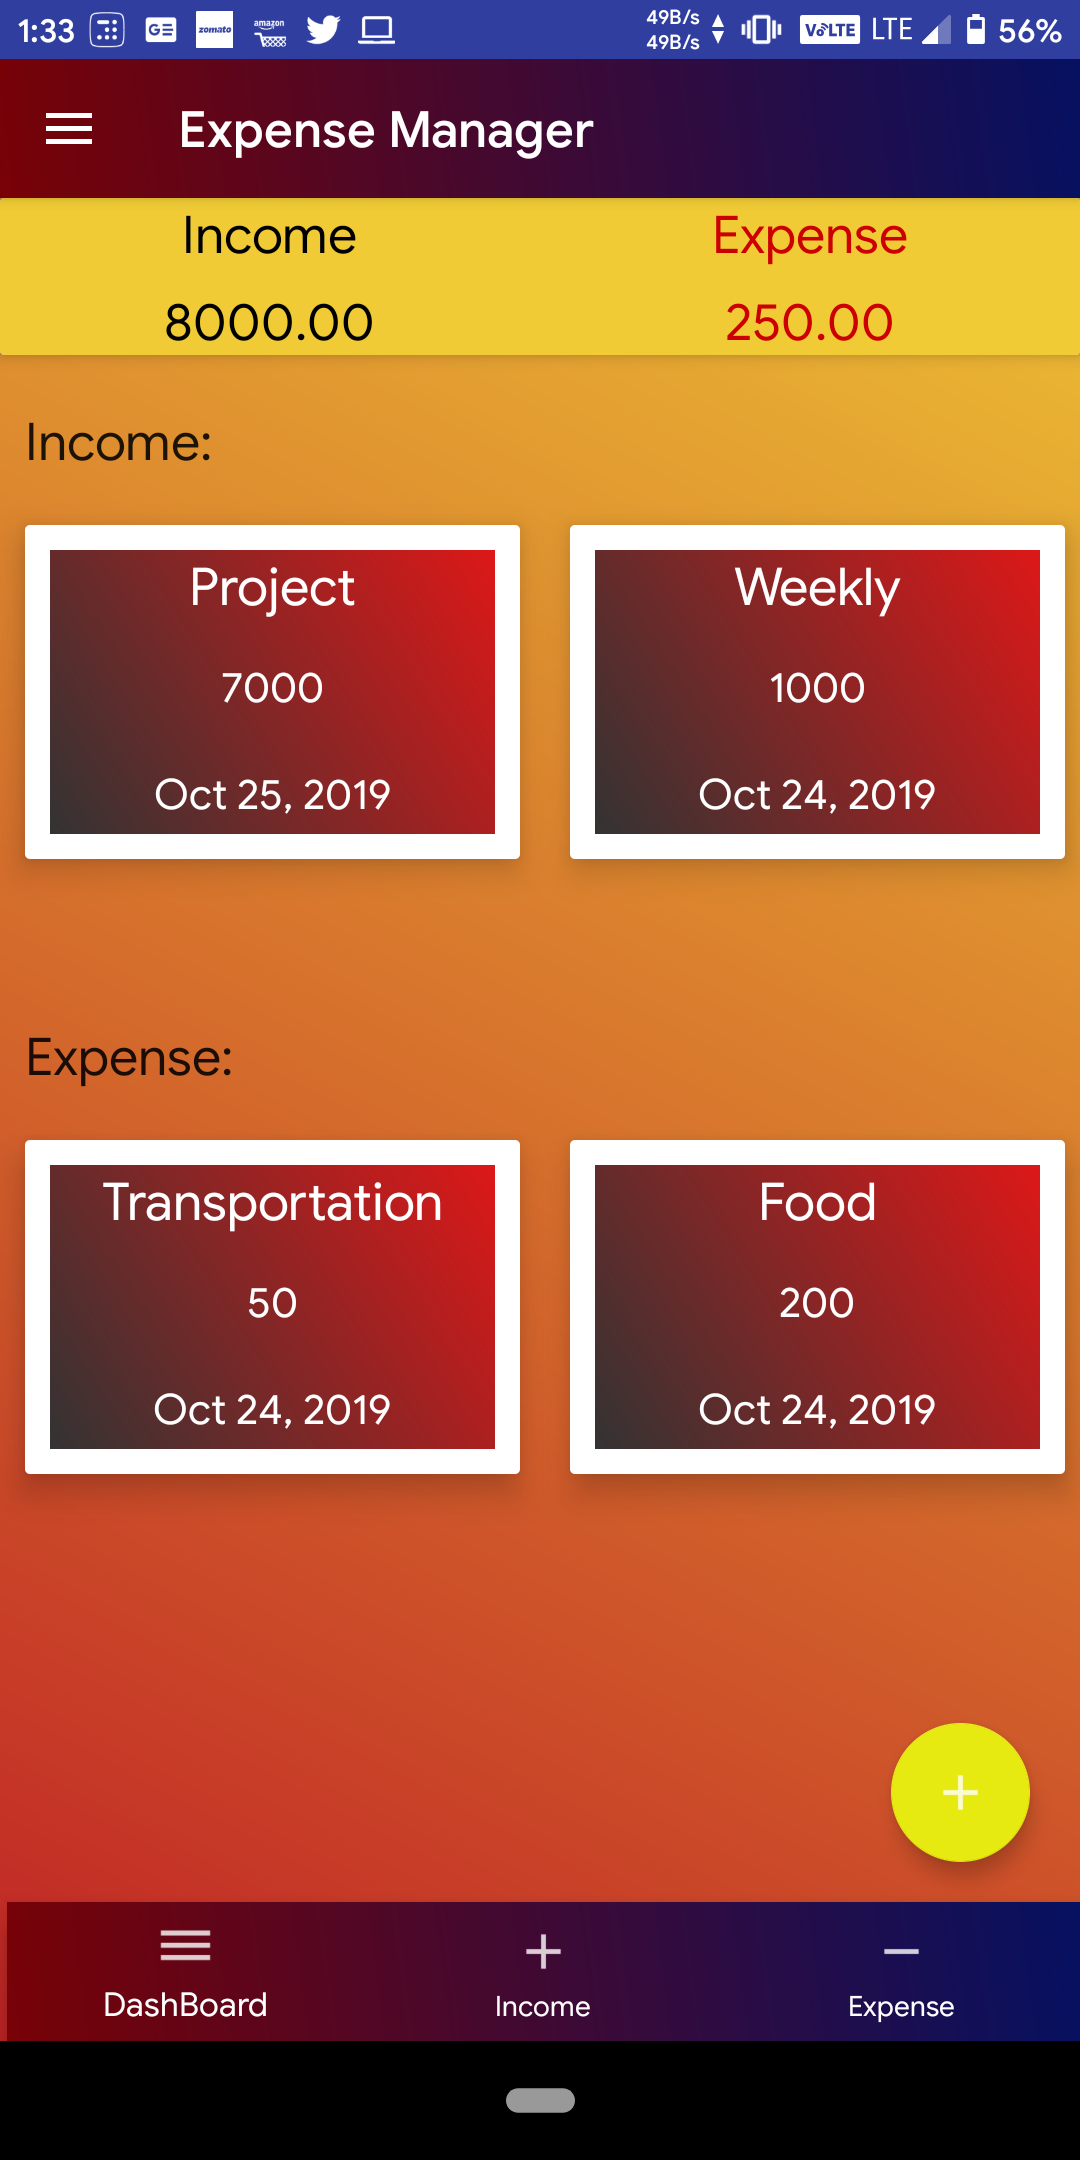 1:33 GE zomato amazon 49B/s 49B/s VoLTE LTE 56%
Expense Manager
Income Expense
8000.00 250.00
Income:
Project Weekly
7000 1000
Oct 25, 2019 Oct 24, 2019
Expense:
Transportation Food
50 200
Oct 24, 2019 Oct 24, 2019
DashBoard Income Expense